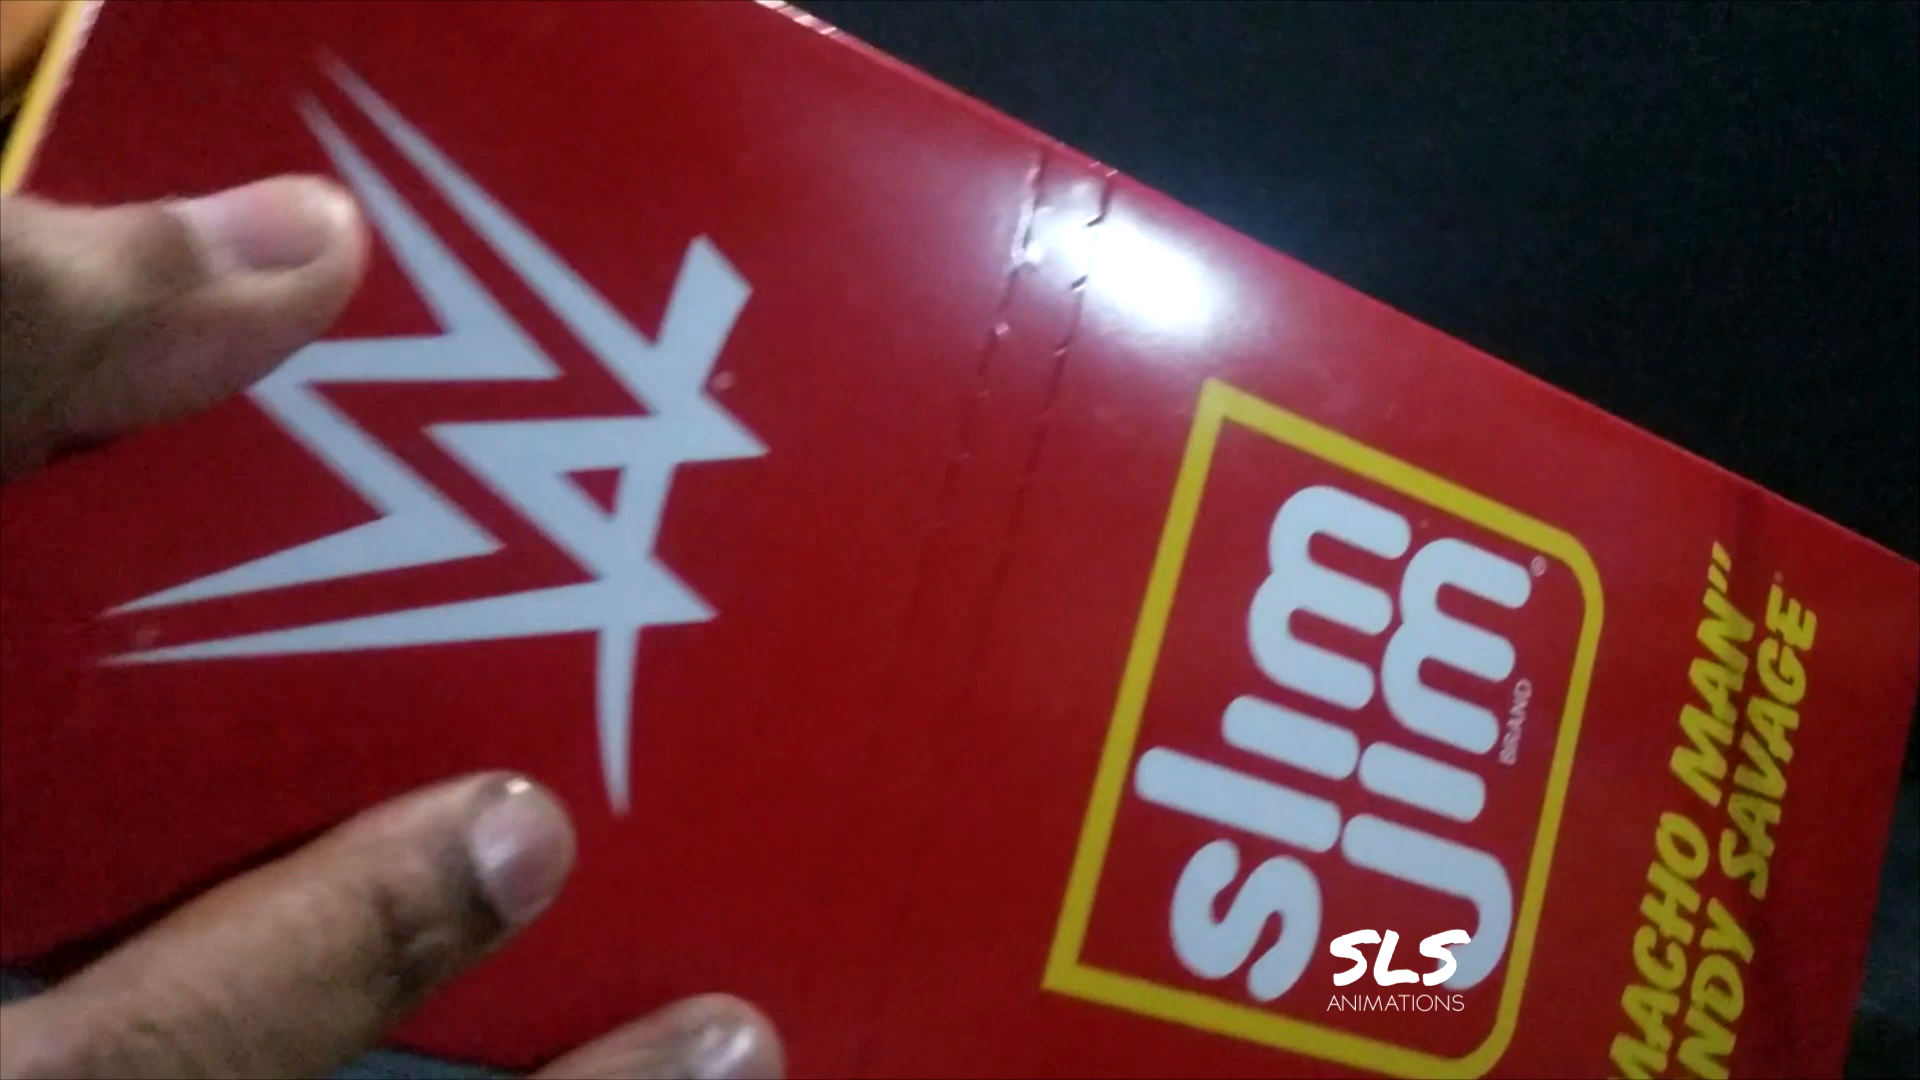 W
slim
jim
®
BRAND
MACHO MAN"
NDY SAVAGE
SLS
ANIMATIONS